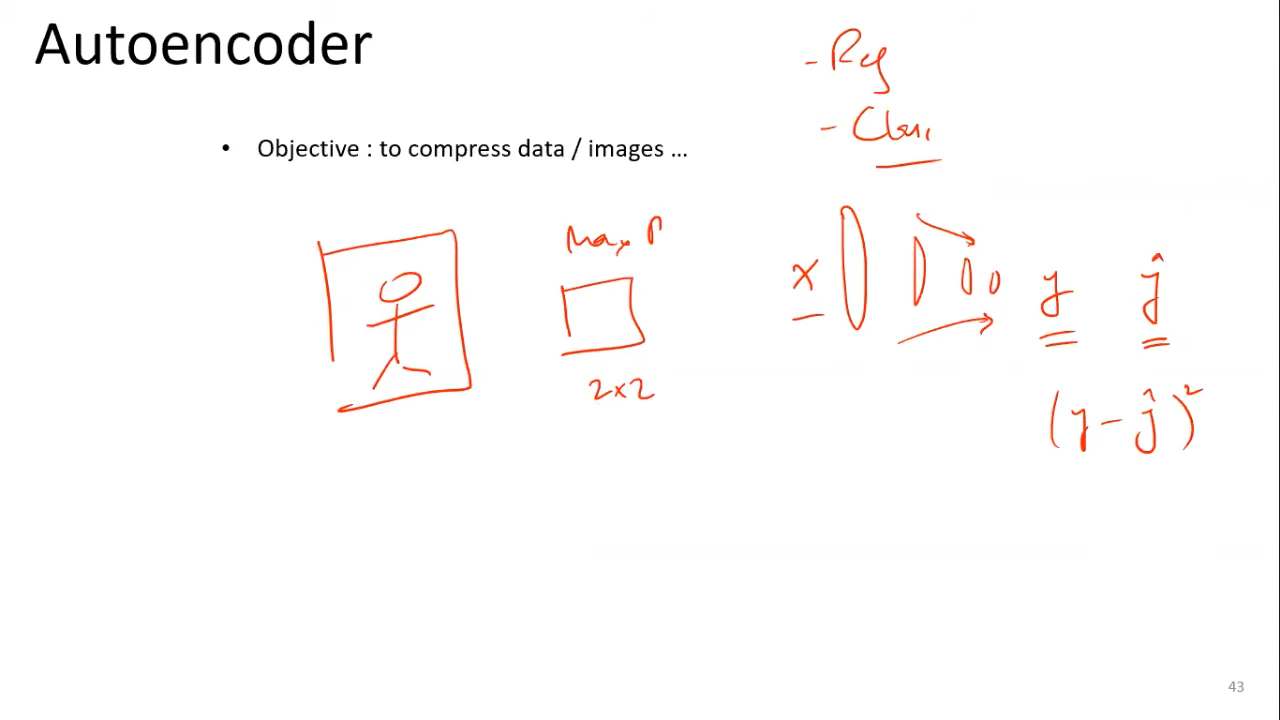 Autoencoder
- Reg
- Clas,
• Objective : to compress data / images ...
Max P
x
y ŷ
2x2
(y - ŷ)²
43